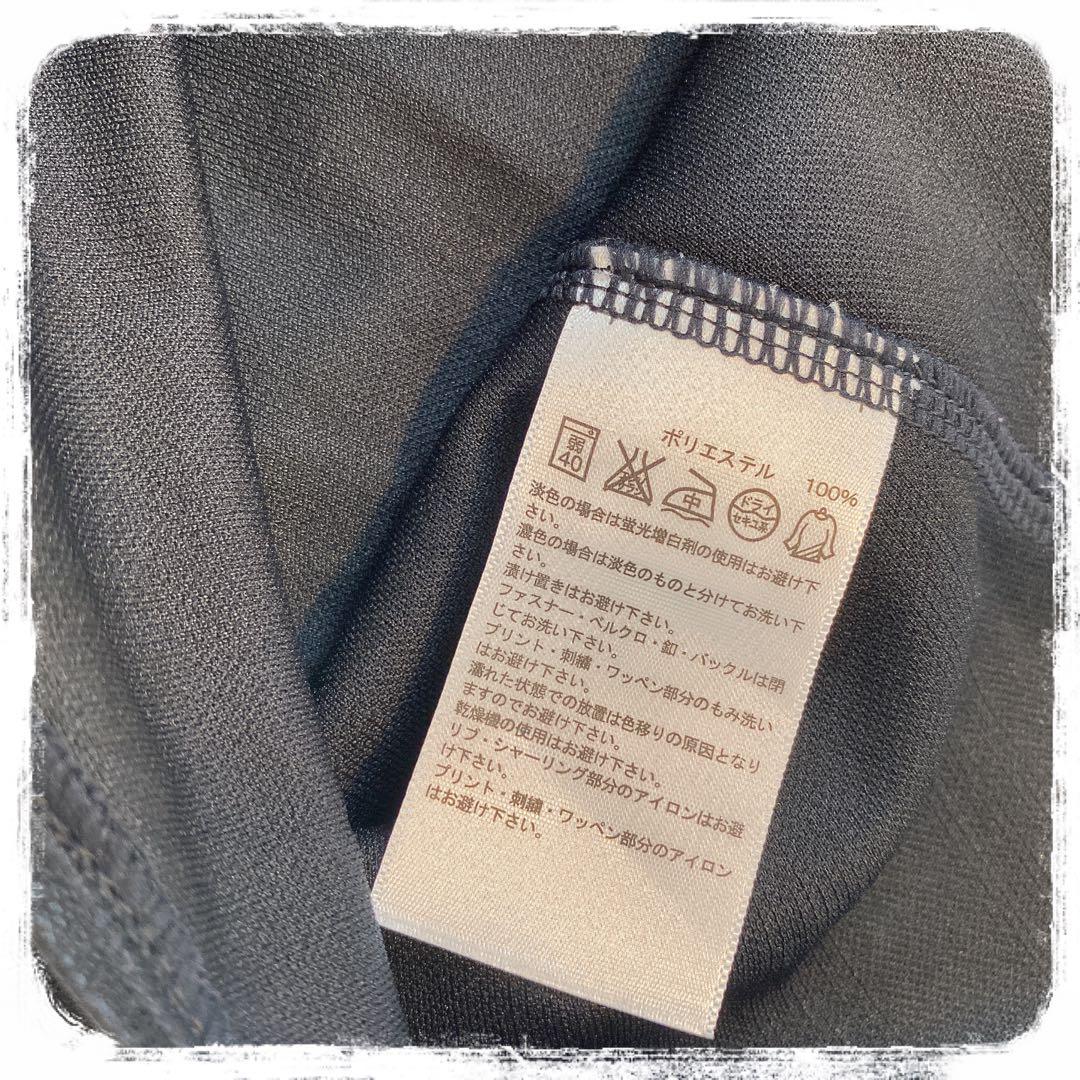 ポリエステル 100%
弱 40 エンソサラシ 中 ドライ セキユ系
淡色の場合は蛍光増白剤の使用はお避け下
さい。
濃色の場合は淡色のものと分けてお洗い下
さい。
漬け置きはお避け下さい。
ファスナー・ベルクロ・釦・バックルは閉
じてお洗い下さい。
プリント・刺繍・ワッペン部分のもみ洗い
はお避け下さい。
濡れた状態での放置は色移りの原因となり
ますのでお避け下さい。
乾燥機の使用はお避け下さい。
リブ・シャーリング部分のアイロンはお避
け下さい。
プリント・刺繍・ワッペン部分のアイロン
はお避け下さい。